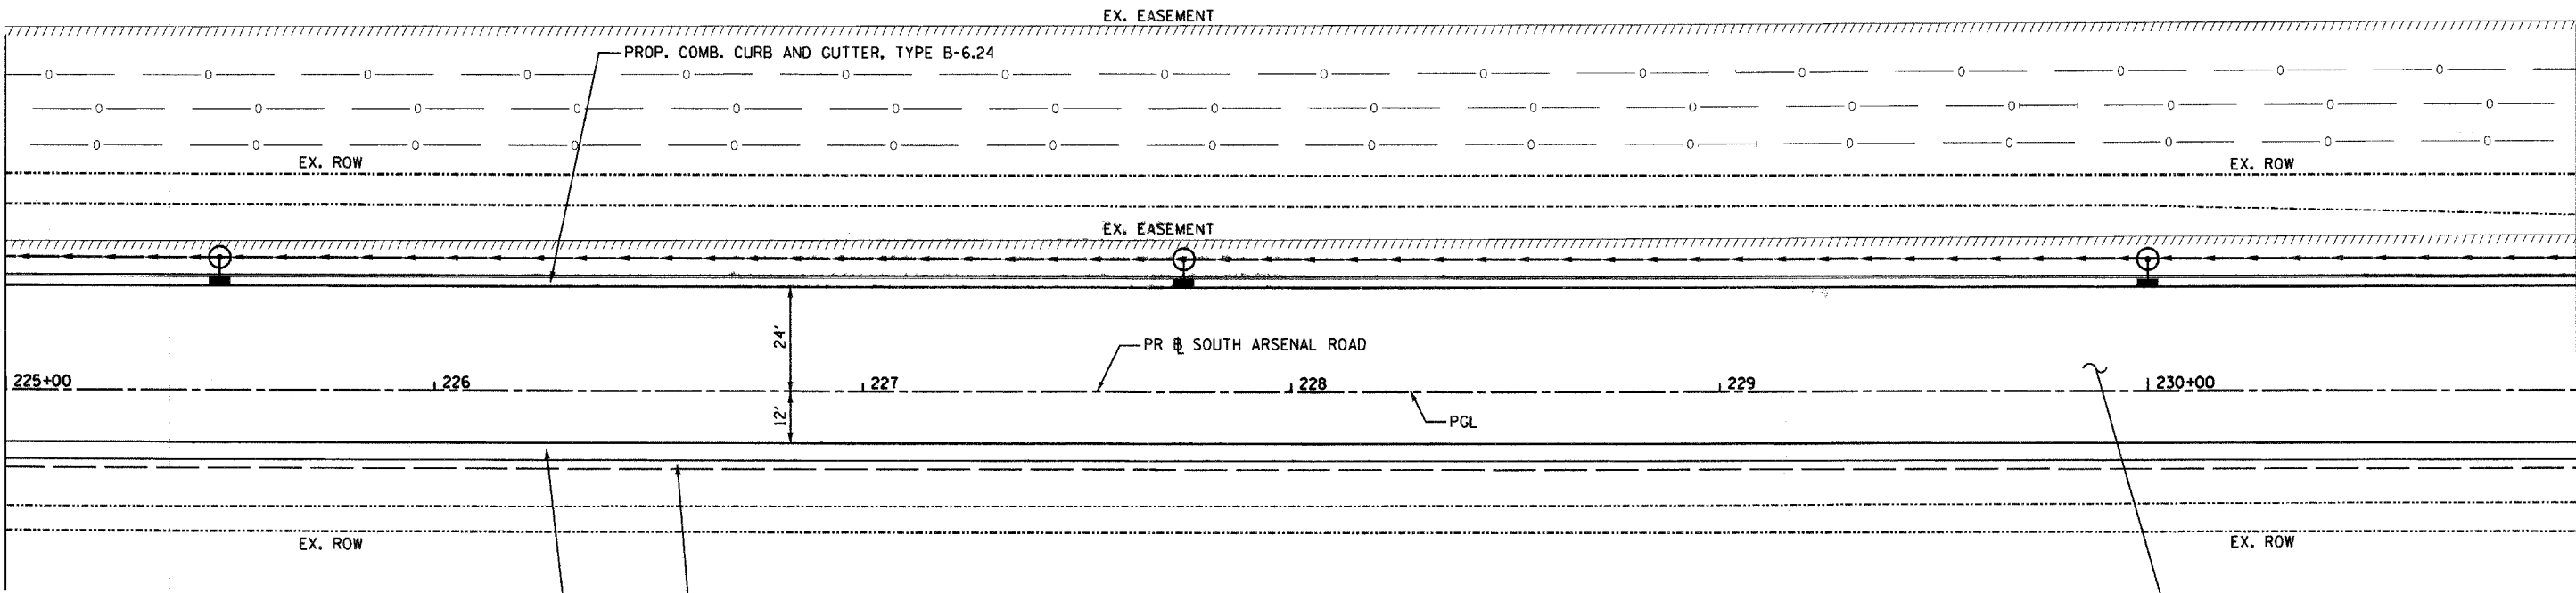 EX. EASEMENT
PROP. COMB. CURB AND GUTTER, TYPE B-6.24
EX. ROW
EX. ROW
EX. EASEMENT
24'
PR ℄ SOUTH ARSENAL ROAD
225+00
226
227
228
229
230+00
12'
PGL
EX. ROW
EX. ROW